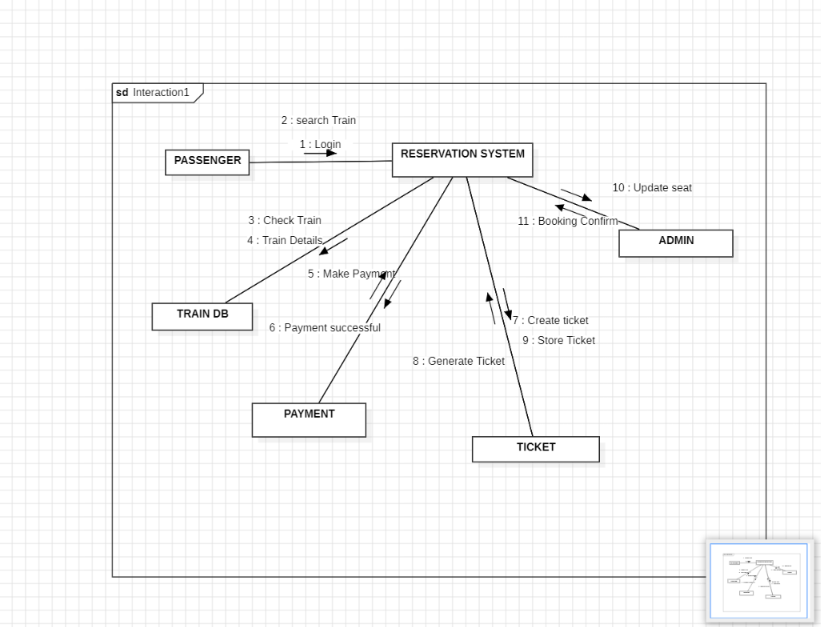 sd Interaction1
2 : search Train
1 : Login
PASSENGER
RESERVATION SYSTEM
10 : Update seat
11 : Booking Confirm
ADMIN
3 : Check Train
4 : Train Details
5 : Make Payment
TRAIN DB
6 : Payment successful
7 : Create ticket
9 : Store Ticket
8 : Generate Ticket
PAYMENT
TICKET